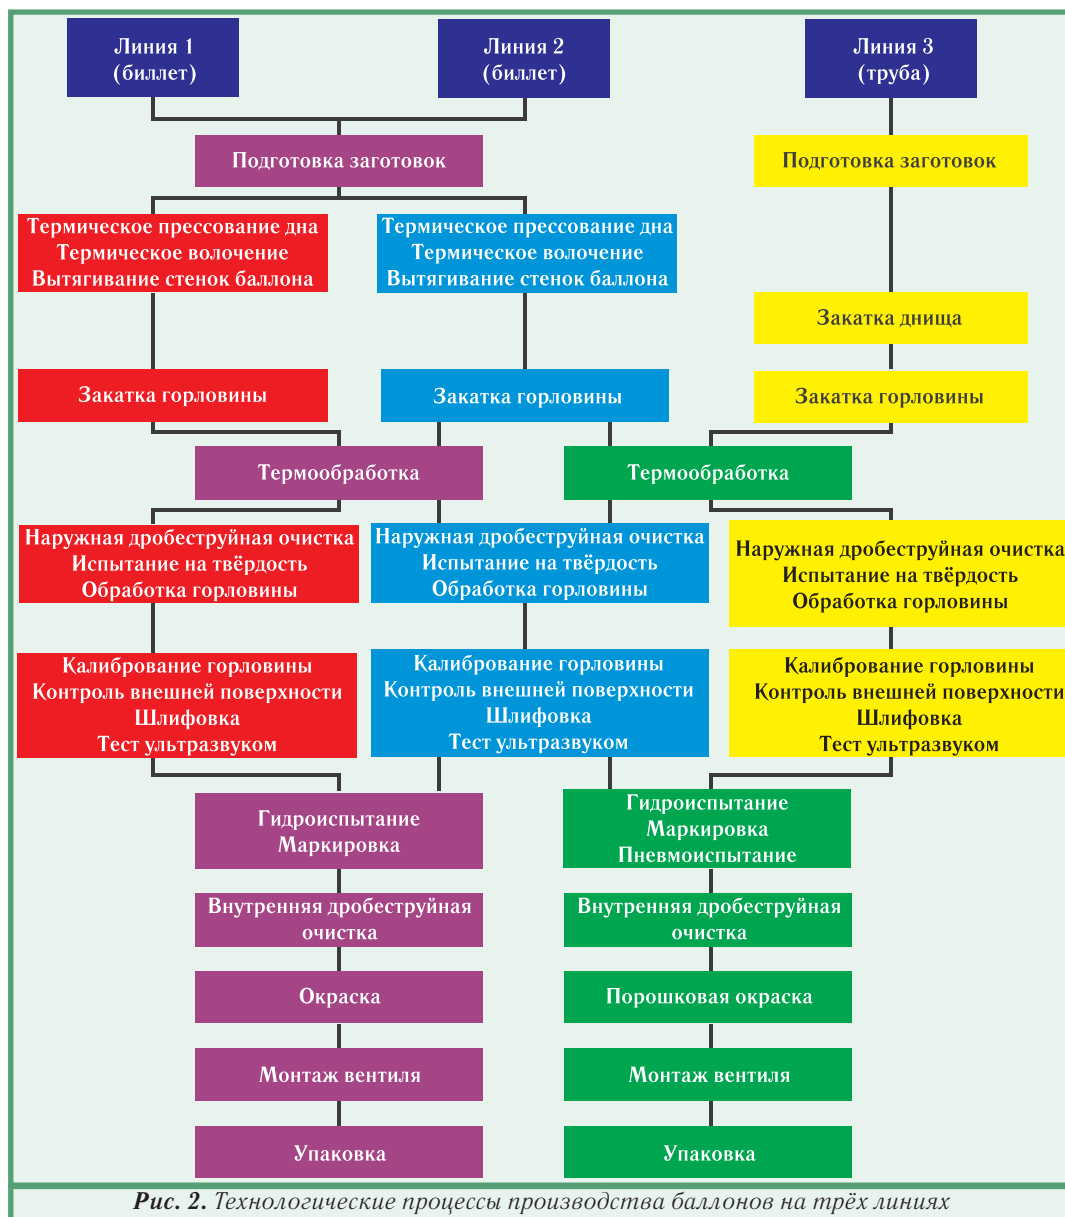 Линия 1
(биллет)
Линия 2
(биллет)
Линия 3
(труба)
Подготовка заготовок
Подготовка заготовок
Термическое прессование дна
Термическое волочение
Вытягивание стенок баллона
Термическое прессование дна
Термическое волочение
Вытягивание стенок баллона
Закатка днища
Закатка горловины
Закатка горловины
Закатка горловины
Термообработка
Термообработка
Наружная дробеструйная очистка
Испытание на твёрдость
Обработка горловины
Наружная дробеструйная очистка
Испытание на твёрдость
Обработка горловины
Наружная дробеструйная очистка
Испытание на твёрдость
Обработка горловины
Калибрование горловины
Контроль внешней поверхности
Шлифовка
Тест ультразвуком
Калибрование горловины
Контроль внешней поверхности
Шлифовка
Тест ультразвуком
Калибрование горловины
Контроль внешней поверхности
Шлифовка
Тест ультразвуком
Гидроиспытание
Маркировка
Гидроиспытание
Маркировка
Пневмоиспытание
Внутренняя дробеструйная
очистка
Внутренняя дробеструйная
очистка
Окраска
Порошковая окраска
Монтаж вентиля
Монтаж вентиля
Упаковка
Упаковка
Рис. 2. Технологические процессы производства баллонов на трёх линиях